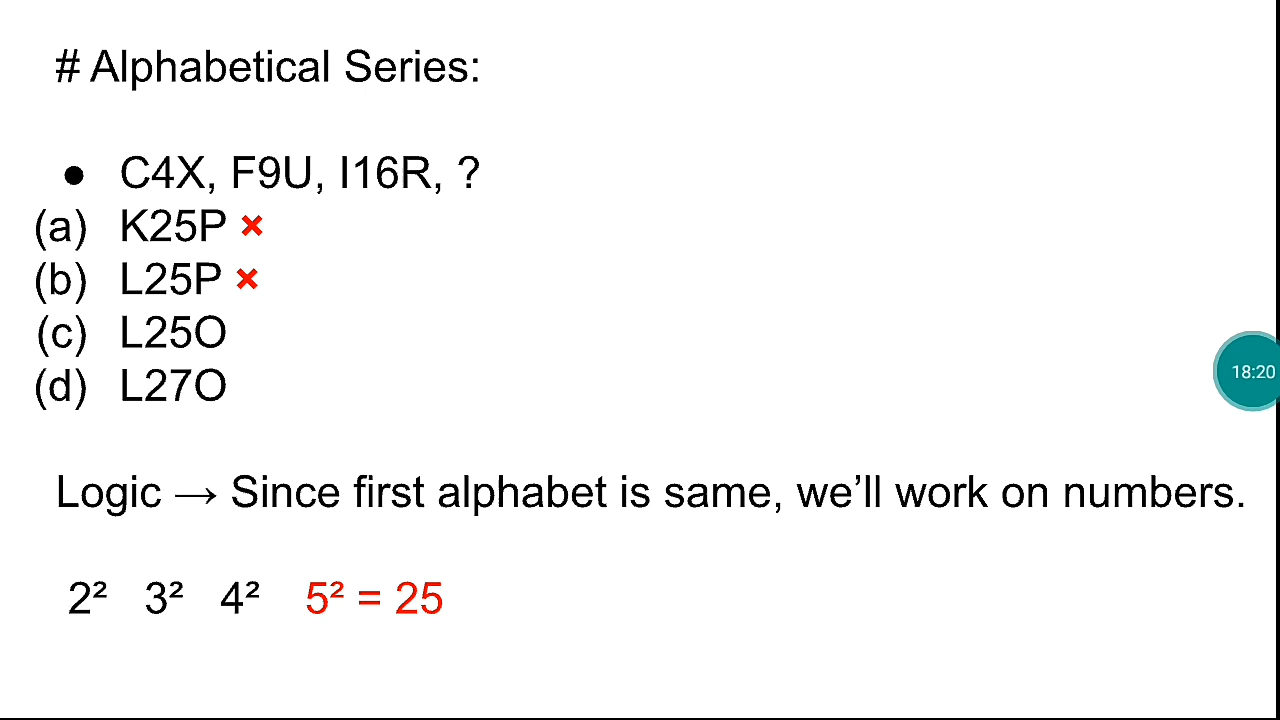 # Alphabetical Series:
● C4X, F9U, I16R, ?
(a) K25P ×
(b) L25P ×
(c) L25O
(d) L27O
18:20
Logic → Since first alphabet is same, we’ll work on numbers.
2² 3² 4² 5² = 25